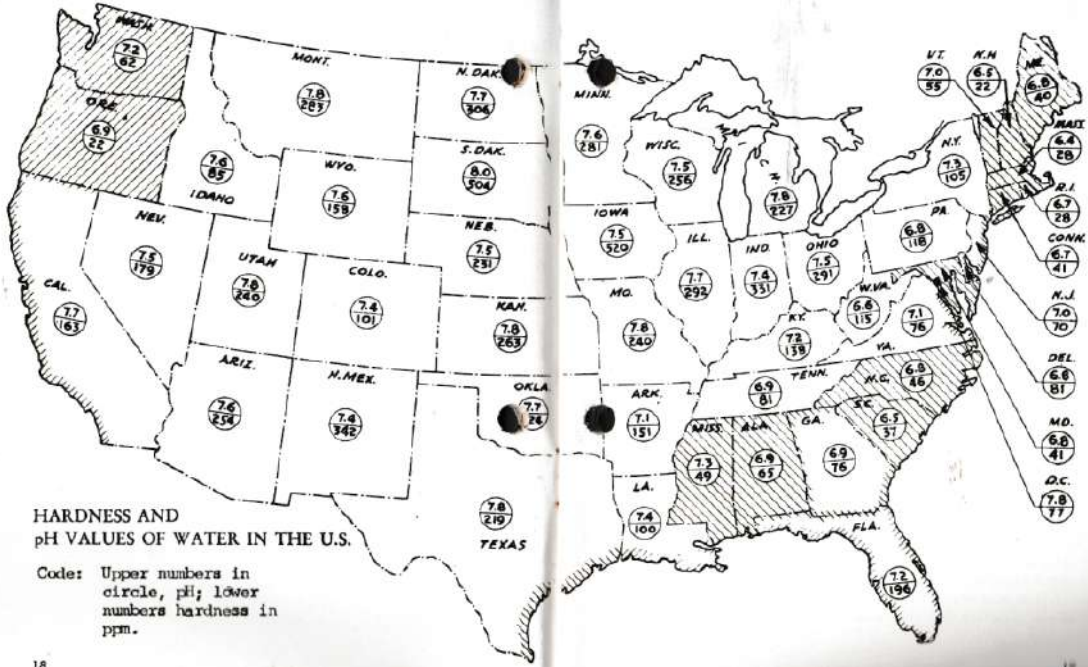 WASH.
7.2
62
ORE.
6.9
22
CAL.
7.7
163
NEV.
7.5
179
IDAHO
7.6
85
MONT.
7.8
283
WYO.
7.6
158
UTAH
7.8
240
COLO.
7.4
101
ARIZ.
7.6
254
N.MEX.
7.4
342
N. DAK.
7.7
306
S. DAK.
8.0
504
NEB.
7.5
231
KAN.
7.8
263
OKLA.
7.7
TEXAS
7.8
219
MINN.
7.6
281
IOWA
7.5
320
MO.
7.8
240
ARK.
7.1
151
LA.
7.4
100
WISC.
7.5
256
ILL.
7.7
292
7.8
227
IND.
7.4
331
OHIO
7.5
291
KY.
7.2
138
TENN.
6.9
81
MISS.
7.3
49
ALA.
6.9
65
GA.
6.9
76
FLA.
7.2
196
S.C.
6.5
37
N.C.
6.8
46
VA.
7.1
76
W.VA.
6.6
115
PA.
6.8
118
N.Y.
7.3
105
VT.
7.0
55
N.H
6.5
22
ME.
6.8
40
MASS.
6.4
28
R.I.
6.7
28
CONN.
6.7
41
N.J.
7.0
70
DEL.
81
MD.
6.8
41
D.C.
7.8
77
HARDNESS AND
pH VALUES OF WATER IN THE U.S.
Code: Upper numbers in
circle, pH; lower
numbers hardness in
ppm.
18